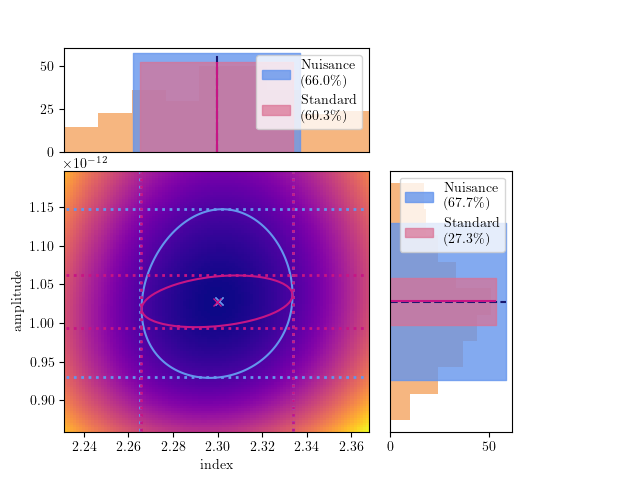 50
25
0
Nuisance
(66.0%)
Standard
(60.3%)
×10⁻¹²
1.15
1.10
1.05
1.00
0.95
0.90
amplitude
2.24 2.26 2.28 2.30 2.32 2.34 2.36
index
Nuisance
(67.7%)
Standard
(27.3%)
0 50